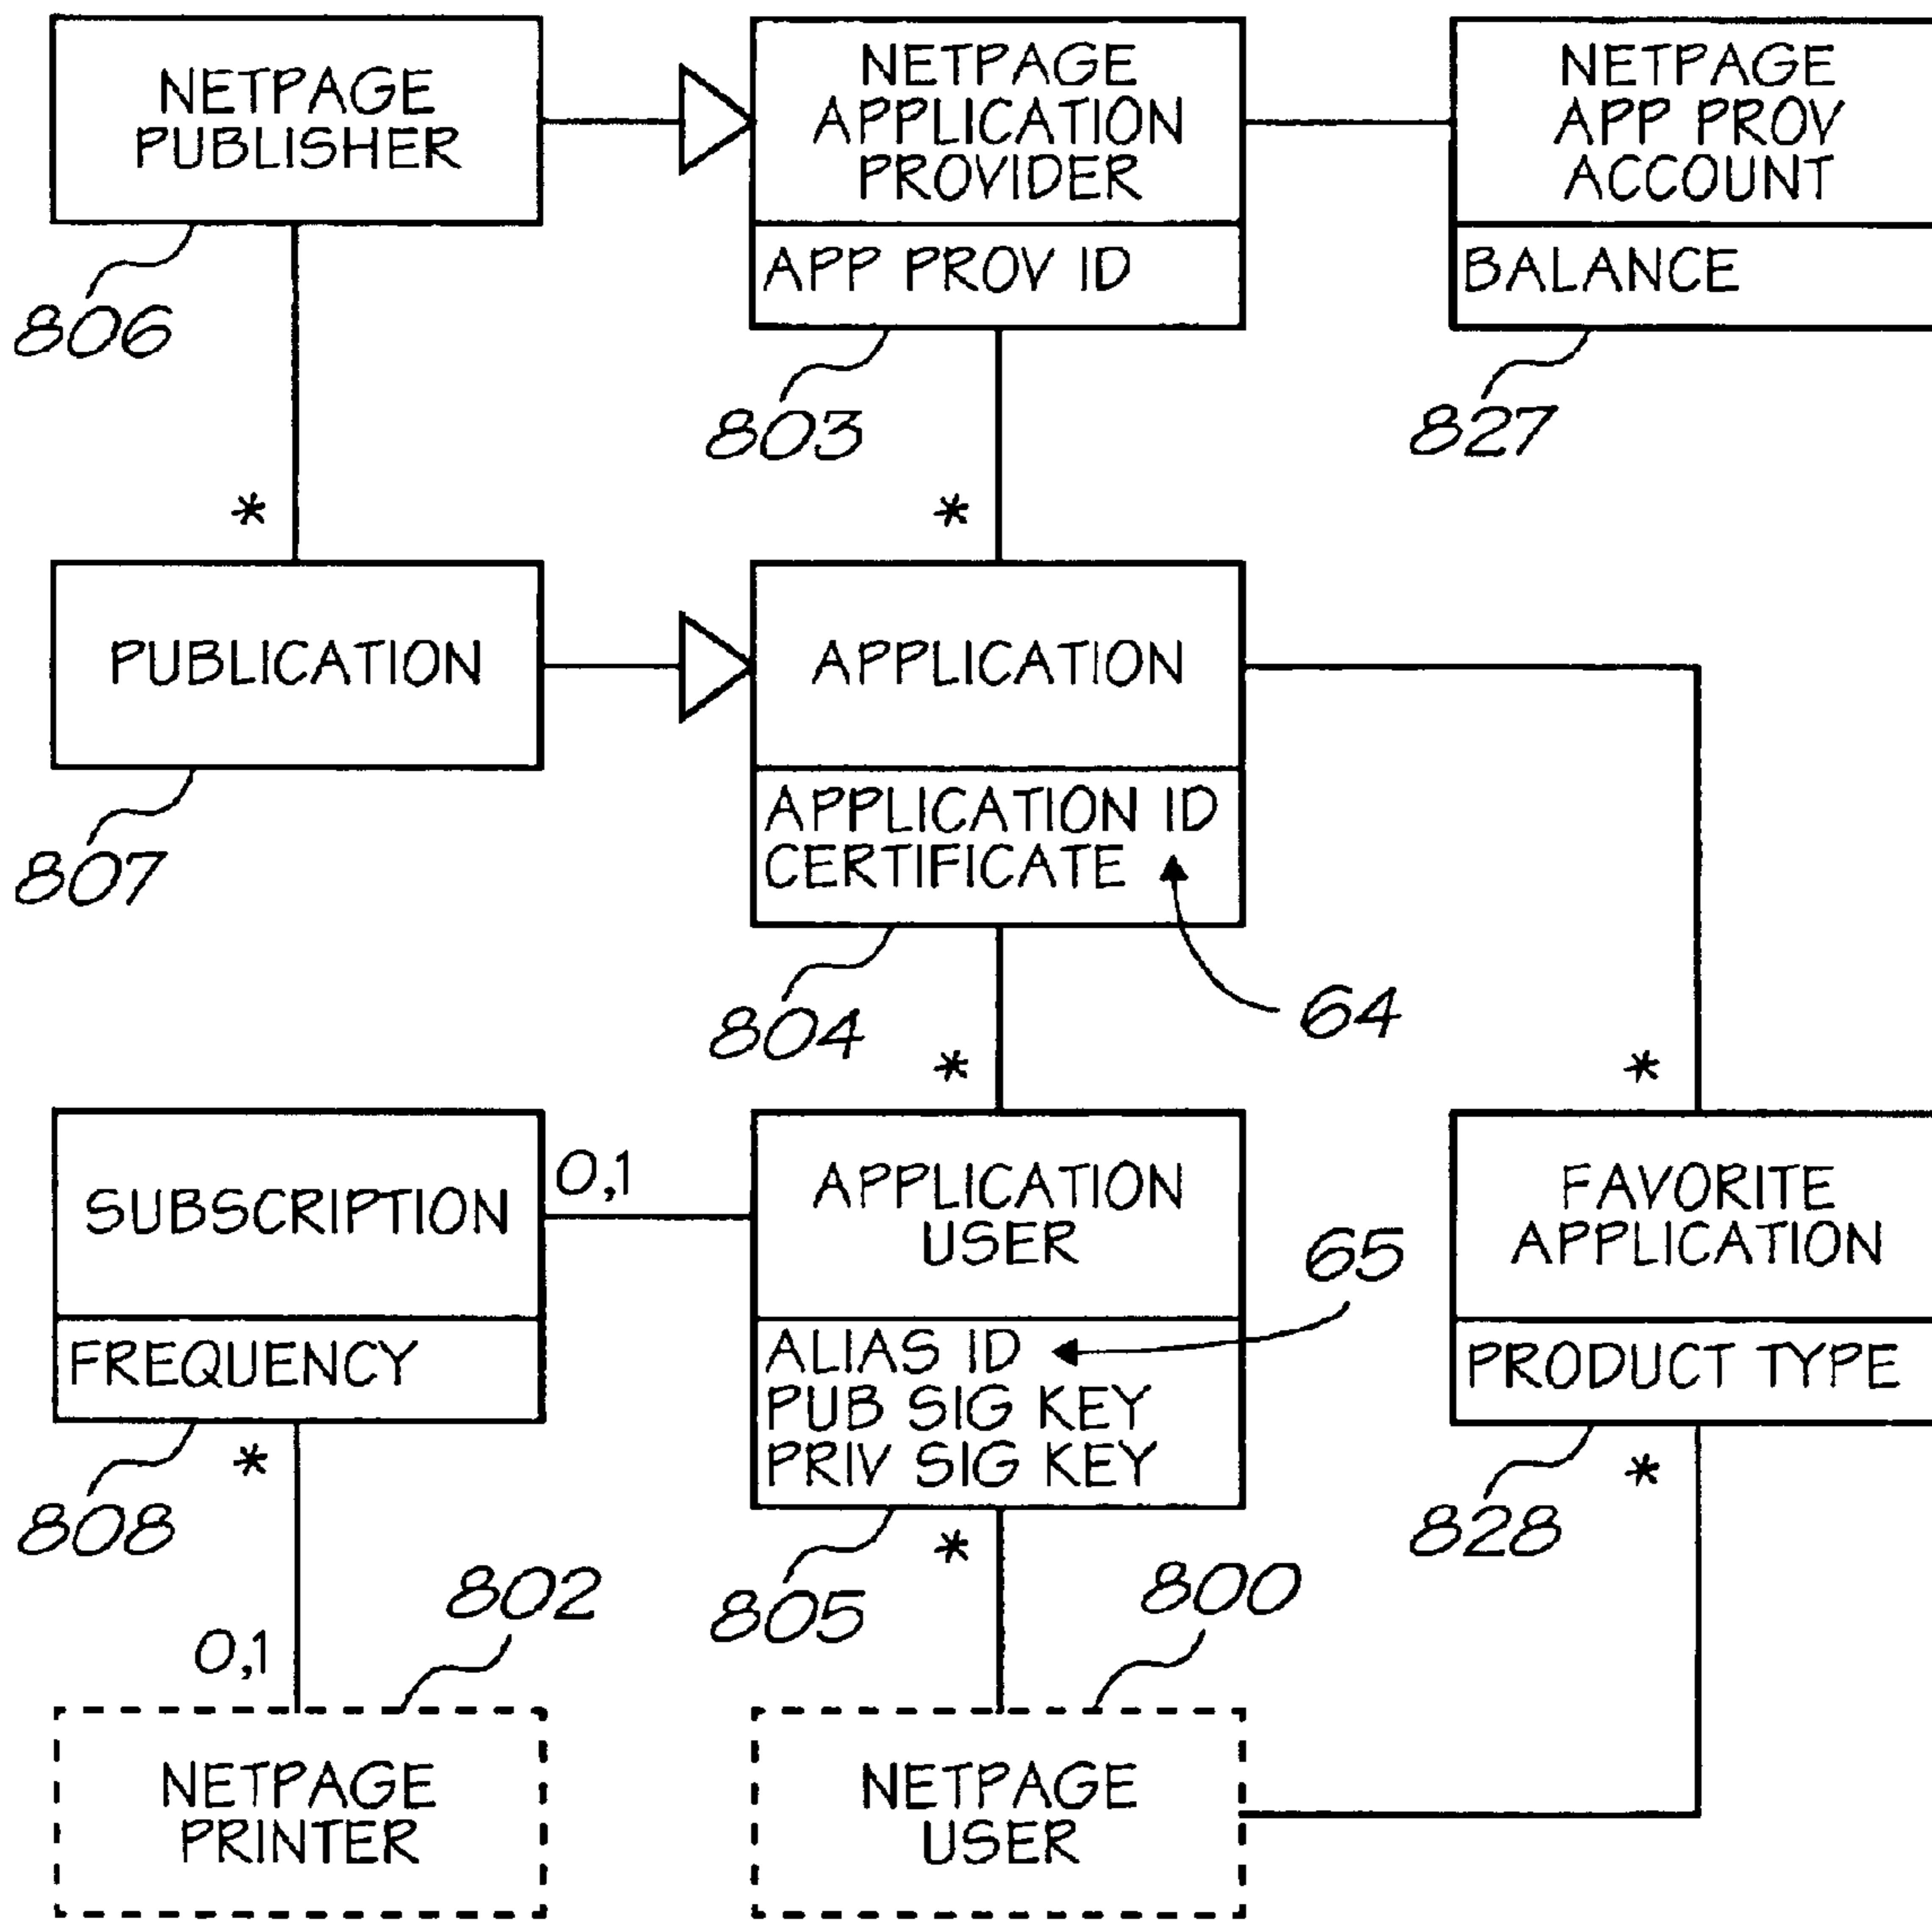 NETPAGE
PUBLISHER
806
NETPAGE
APPLICATION
PROVIDER
APP PROV ID
803
NETPAGE
APP PROV
ACCOUNT
BALANCE
827
*
*
PUBLICATION
807
APPLICATION
APPLICATION ID
CERTIFICATE
804
64
*
*
SUBSCRIPTION
FREQUENCY
808
0,1
APPLICATION
USER
ALIAS ID
PUB SIG KEY
PRIV SIG KEY
65
805
FAVORITE
APPLICATION
PRODUCT TYPE
828
*
*
*
0,1
802
800
NETPAGE
PRINTER
NETPAGE
USER